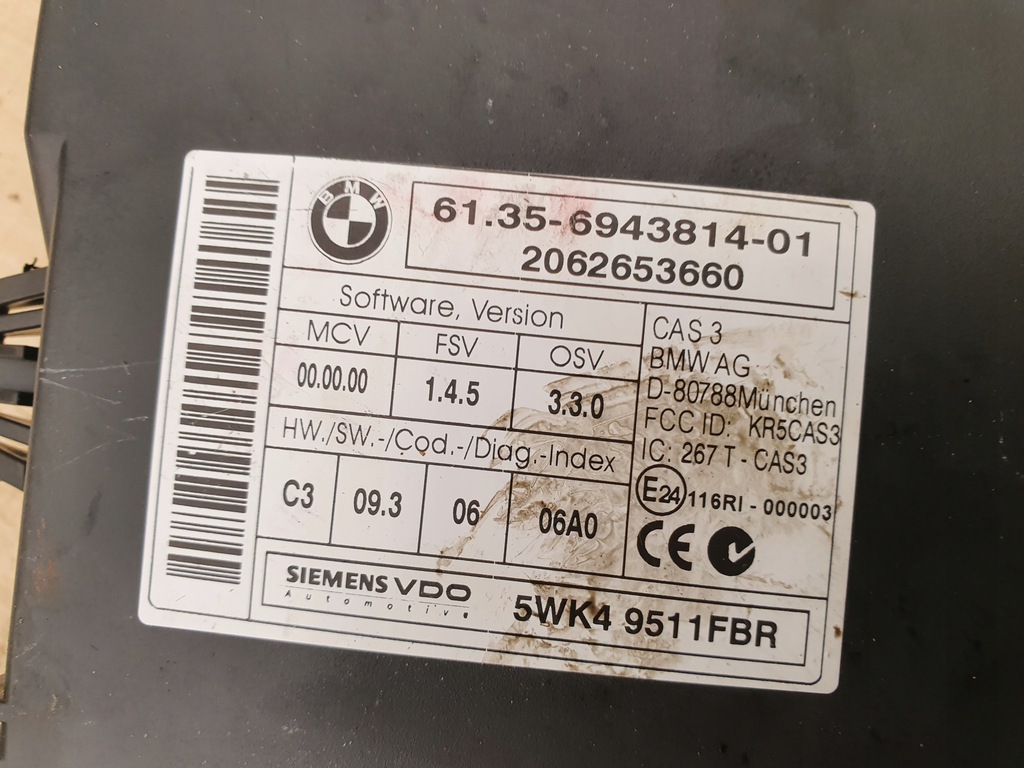 BMW
61.35-6943814-01
2062653660
Software, Version
MCV FSV OSV
00.00.00 1.4.5 3.3.0
HW./SW.-/Cod.-/Diag.-Index
C3 09.3 06 06A0
CAS 3
BMW AG
D-80788München
FCC ID: KR5CAS3
IC: 267 T - CAS3
E24 116RI - 000003
CE
SIEMENS VDO
Automotive
5WK4 9511FBR